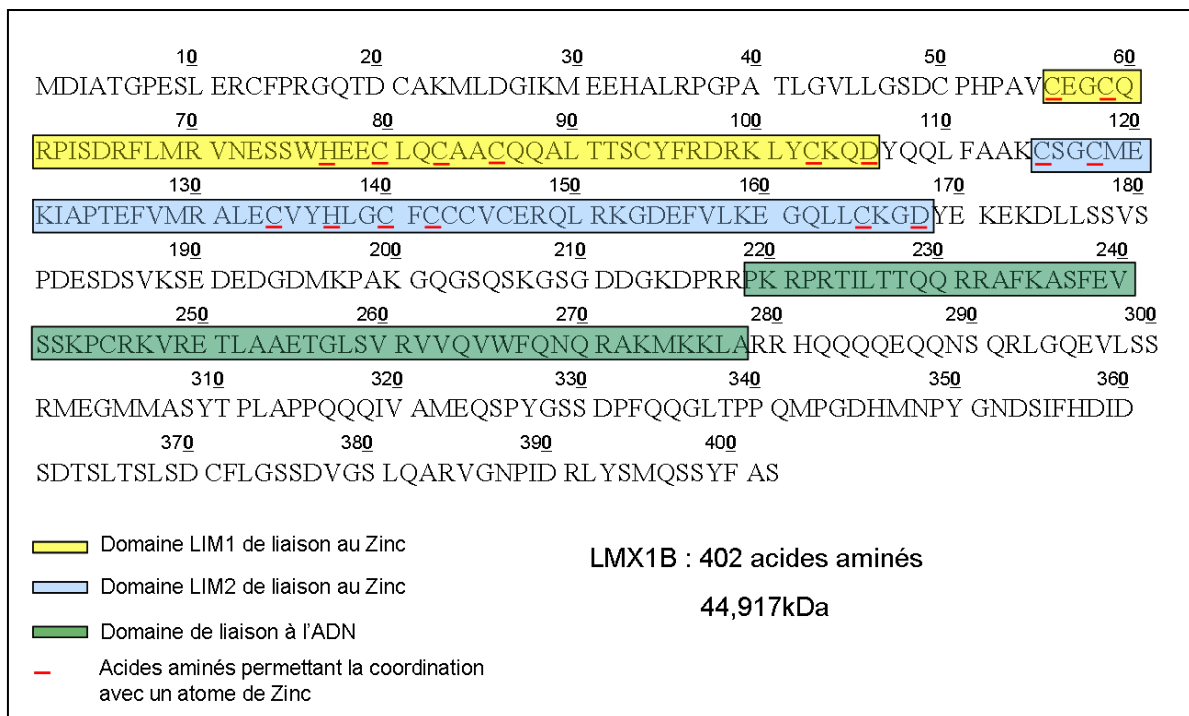 10 20 30 40 50 60
MDIATGPESL ERCFPRGQTD CAKMLDGIKM EEHALRPGPA TLGVLLGSDC PHPAVCEGCQ
70 80 90 100 110 120
RPISDRFLMR VNESSWHEEC LQCAACQQAL TTSCYFRDRK LYCKQDYQQL FAAKCSGCME
130 140 150 160 170 180
KIAPTEFVMR ALECVYHLGC FCCCVCERQL RKGDEFVLKE GQLLCKGDYE KEKDLLSSVS
190 200 210 220 230 240
PDESDSVKSE DEDGDMKPAK GQGSQSKGSG DDGKDPRRPKRPRTILTTQQ RRAFKASFEV
250 260 270 280 290 300
SSKPCRKVRE TLAAETGLSV RVVQVWFQNQ RAKMKKLARR HQQQQEQQNS QRLGQEVLSS
310 320 330 340 350 360
RMEGMMASYT PLAPPQQQIV AMEQSPYGSS DPFQQGLTPP QMPGDHMNPY GNDSIFHDID
370 380 390 400
SDTSLTSLSD CFLGSSDVGS LQARVGNPID RLYSMQSSYF AS
Domaine LIM1 de liaison au Zinc
Domaine LIM2 de liaison au Zinc
Domaine de liaison à l'ADN
Acides aminés permettant la coordination
avec un atome de Zinc
LMX1B : 402 acides aminés
44,917kDa